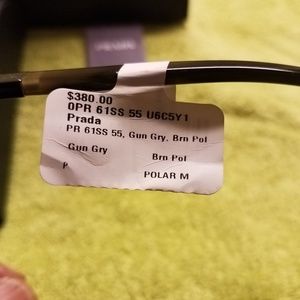 PRADA
$380.00
0PR 61SS 55 U6C5Y1
Prada
PR 61SS 55, Gun Gry, Brn Pol
Gun Gry Brn Pol
P POLAR M